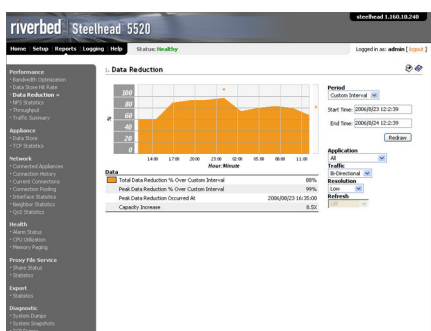 steelhead 1.160.10.240
riverbed Steelhead 5520
Home Setup Reports Logging Help Status: Healthy Logged in as: admin [ logout ]
Performance
Bandwidth Optimization
Data Store Hit Rate
Data Reduction
NFS Statistics
Throughput
Traffic Summary
Appliance
Data Store
TCP Statistics
Network
Connected Appliances
Connection History
Current Connections
Connection Pooling
Interface Statistics
Neighbor Statistics
QoS Statistics
Health
Alarm Status
CPU Utilization
Memory Paging
Proxy File Service
Share Status
Statistics
Export
Statistics
Diagnostic
System Dumps
System Snapshots
Data Reduction
100
80
60
40
20
0
%
14:00 17:00 20:00 23:00 02:00 05:00 08:00 11:00
Hour: Minute
Data
Total Data Reduction % Over Custom Interval 88%
Peak Data Reduction % Over Custom Interval 99%
Peak Data Reduction Occurred At 2006/08/23 16:35:00
Capacity Increase 8.5X
Period
Custom Interval
Start Time: 2006/8/23 12:2:39
End Time: 2006/8/24 12:2:39
Redraw
Application
All
Traffic
Bi-Directional
Resolution
Low
Refresh
Off